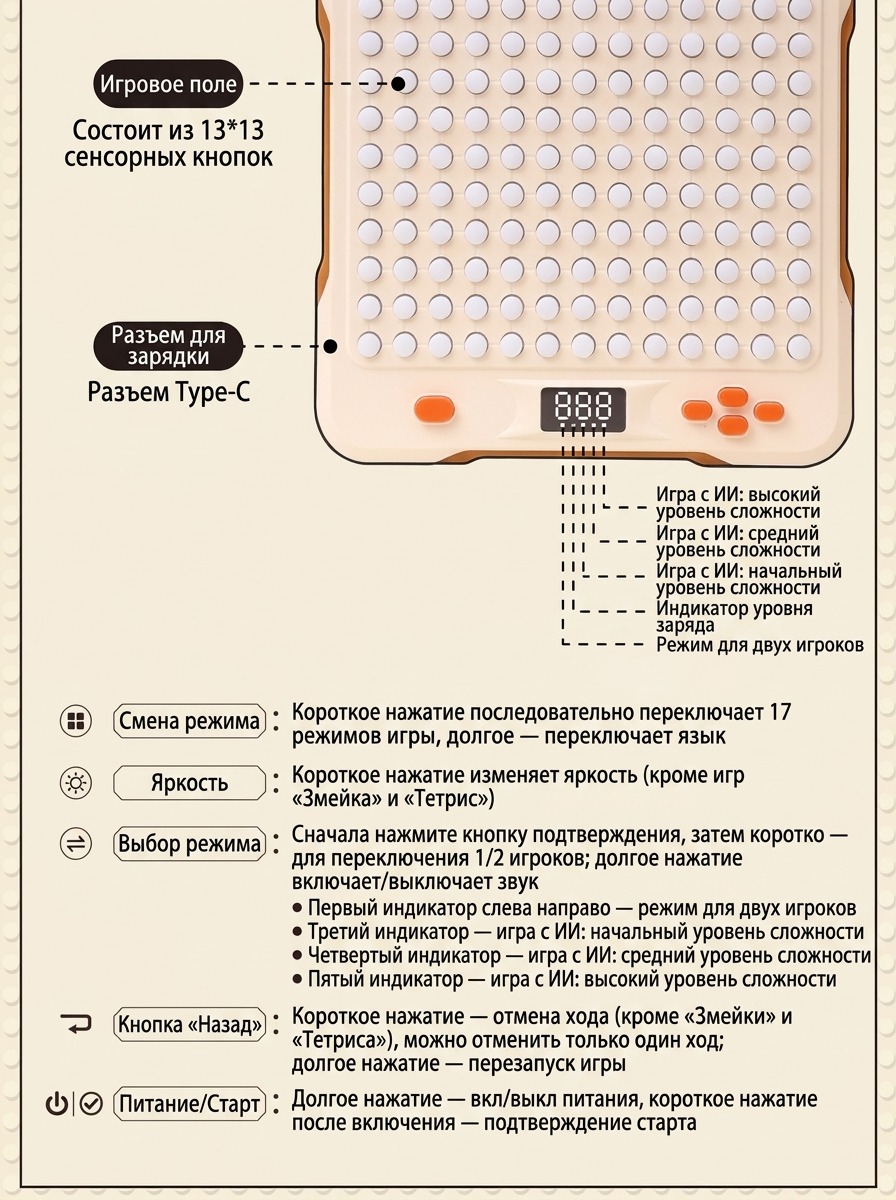 Игровое поле
Состоит из 13*13
сенсорных кнопок
Разъем для
зарядки
Разъем Type-C
888
Игра с ИИ: высокий
уровень сложности
Игра с ИИ: средний
уровень сложности
Игра с ИИ: начальный
уровень сложности
Индикатор уровня
заряда
Режим для двух игроков
Смена режима : Короткое нажатие последовательно переключает 17
режимов игры, долгое — переключает язык
Яркость : Короткое нажатие изменяет яркость (кроме игр
«Змейка» и «Тетрис»)
Выбор режима : Сначала нажмите кнопку подтверждения, затем коротко —
для переключения 1/2 игроков; долгое нажатие
включает/выключает звук
• Первый индикатор слева направо — режим для двух игроков
• Третий индикатор — игра с ИИ: начальный уровень сложности
• Четвертый индикатор — игра с ИИ: средний уровень сложности
• Пятый индикатор — игра с ИИ: высокий уровень сложности
Кнопка «Назад» : Короткое нажатие — отмена хода (кроме «Змейки» и
«Тетриса»), можно отменить только один ход;
долгое нажатие — перезапуск игры
Питание/Старт : Долгое нажатие — вкл/выкл питания, короткое нажатие
после включения — подтверждение старта